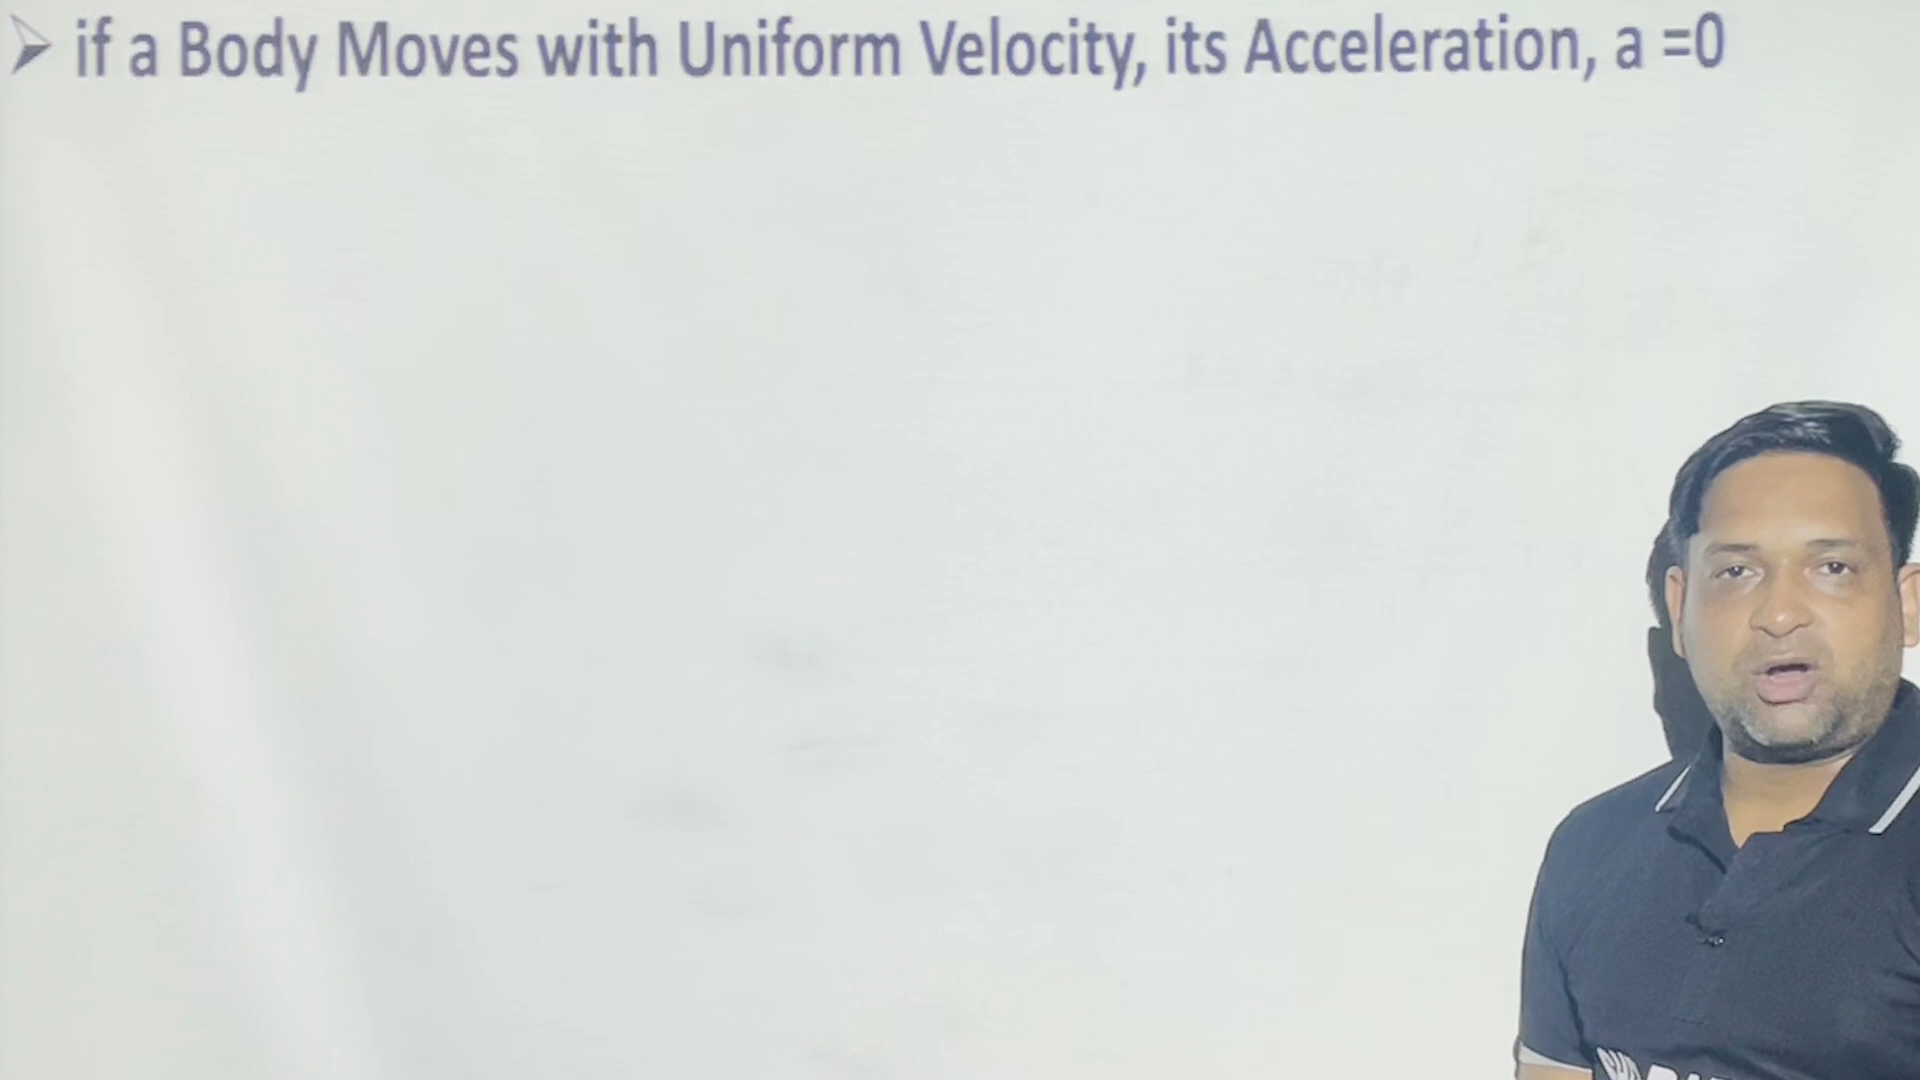 if a Body Moves with Uniform Velocity, its Acceleration, a =0